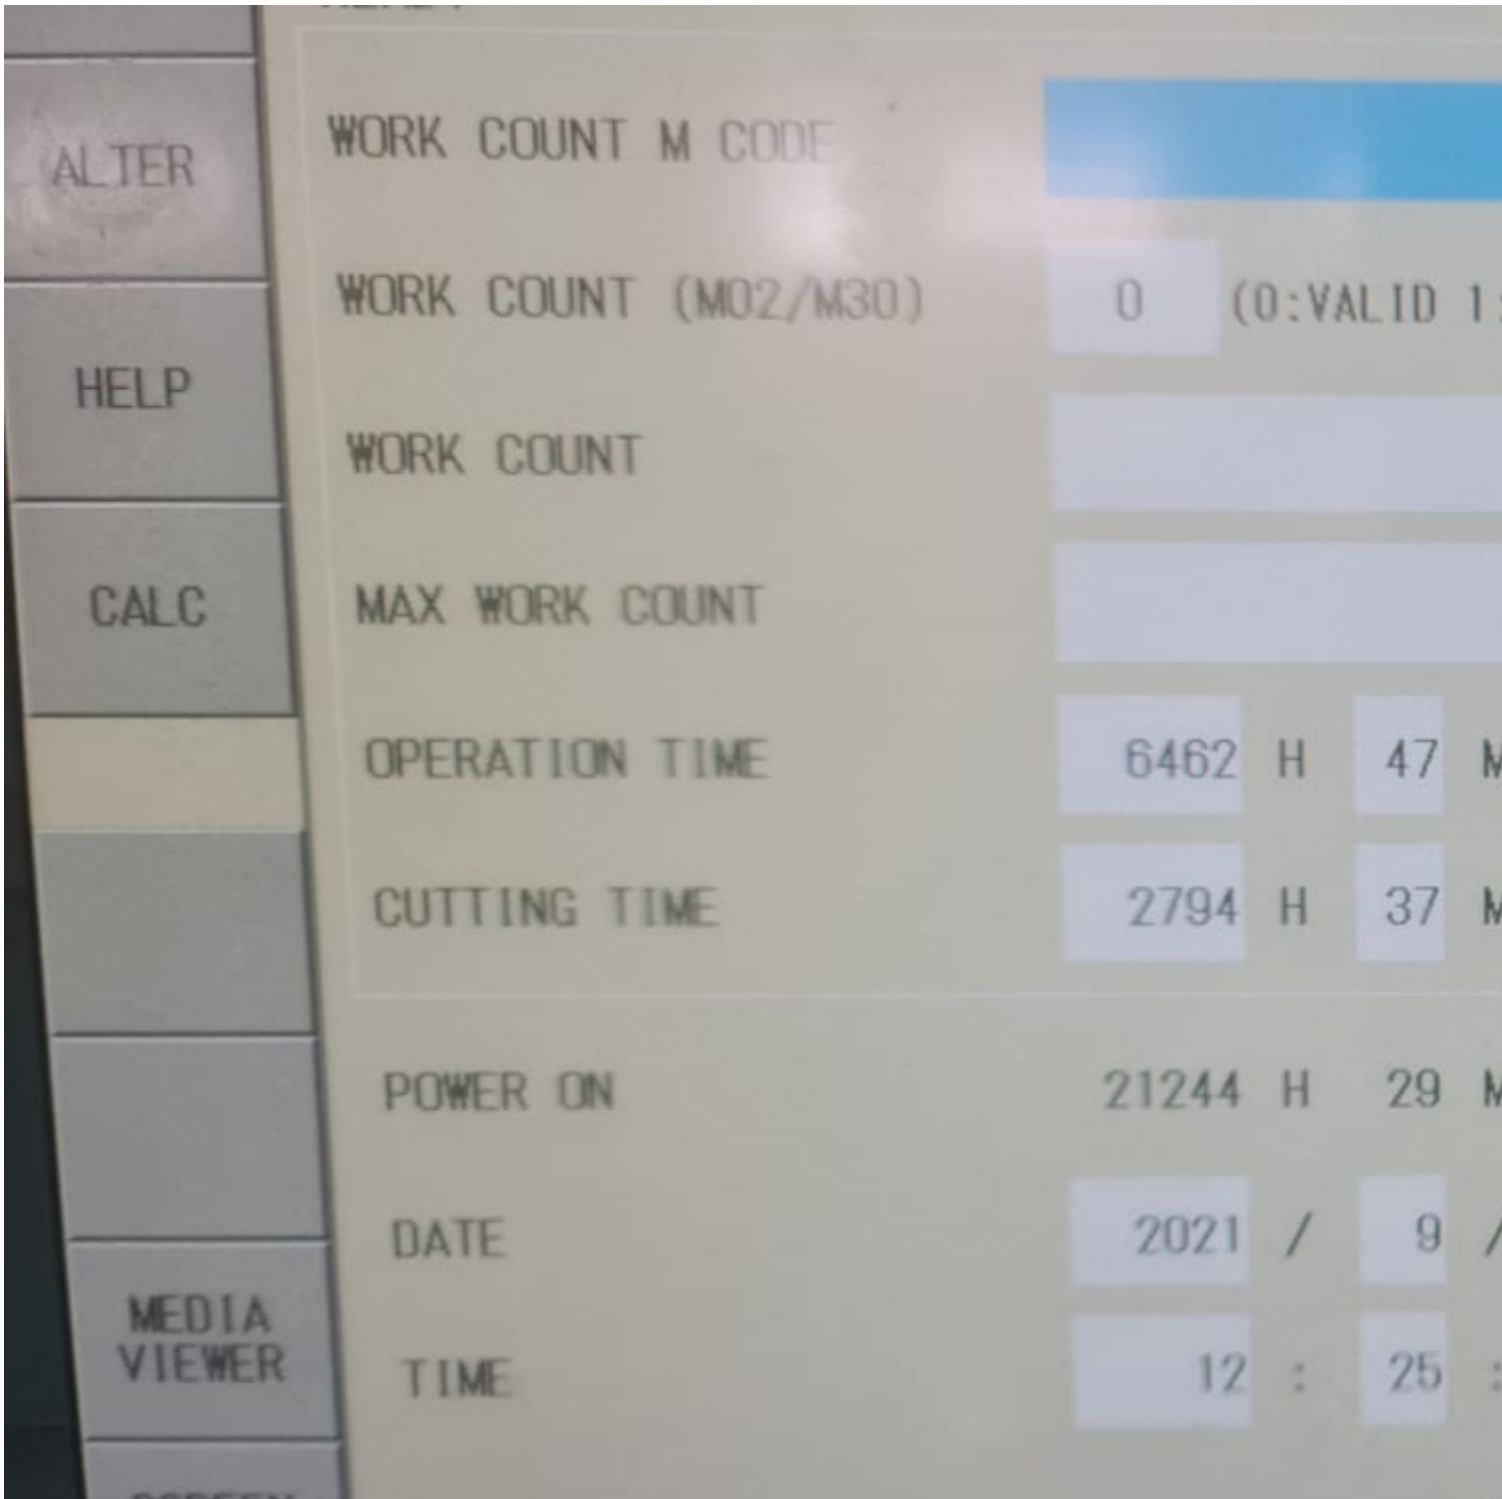 ALTER
HELP
CALC
MEDIA
VIEWER
WORK COUNT M CODE
WORK COUNT (M02/M30) 0 (0:VALID 1:
WORK COUNT
MAX WORK COUNT
OPERATION TIME 6462 H 47 M
CUTTING TIME 2794 H 37 M
POWER ON 21244 H 29 M
DATE 2021 / 9 /
TIME 12 : 25 :